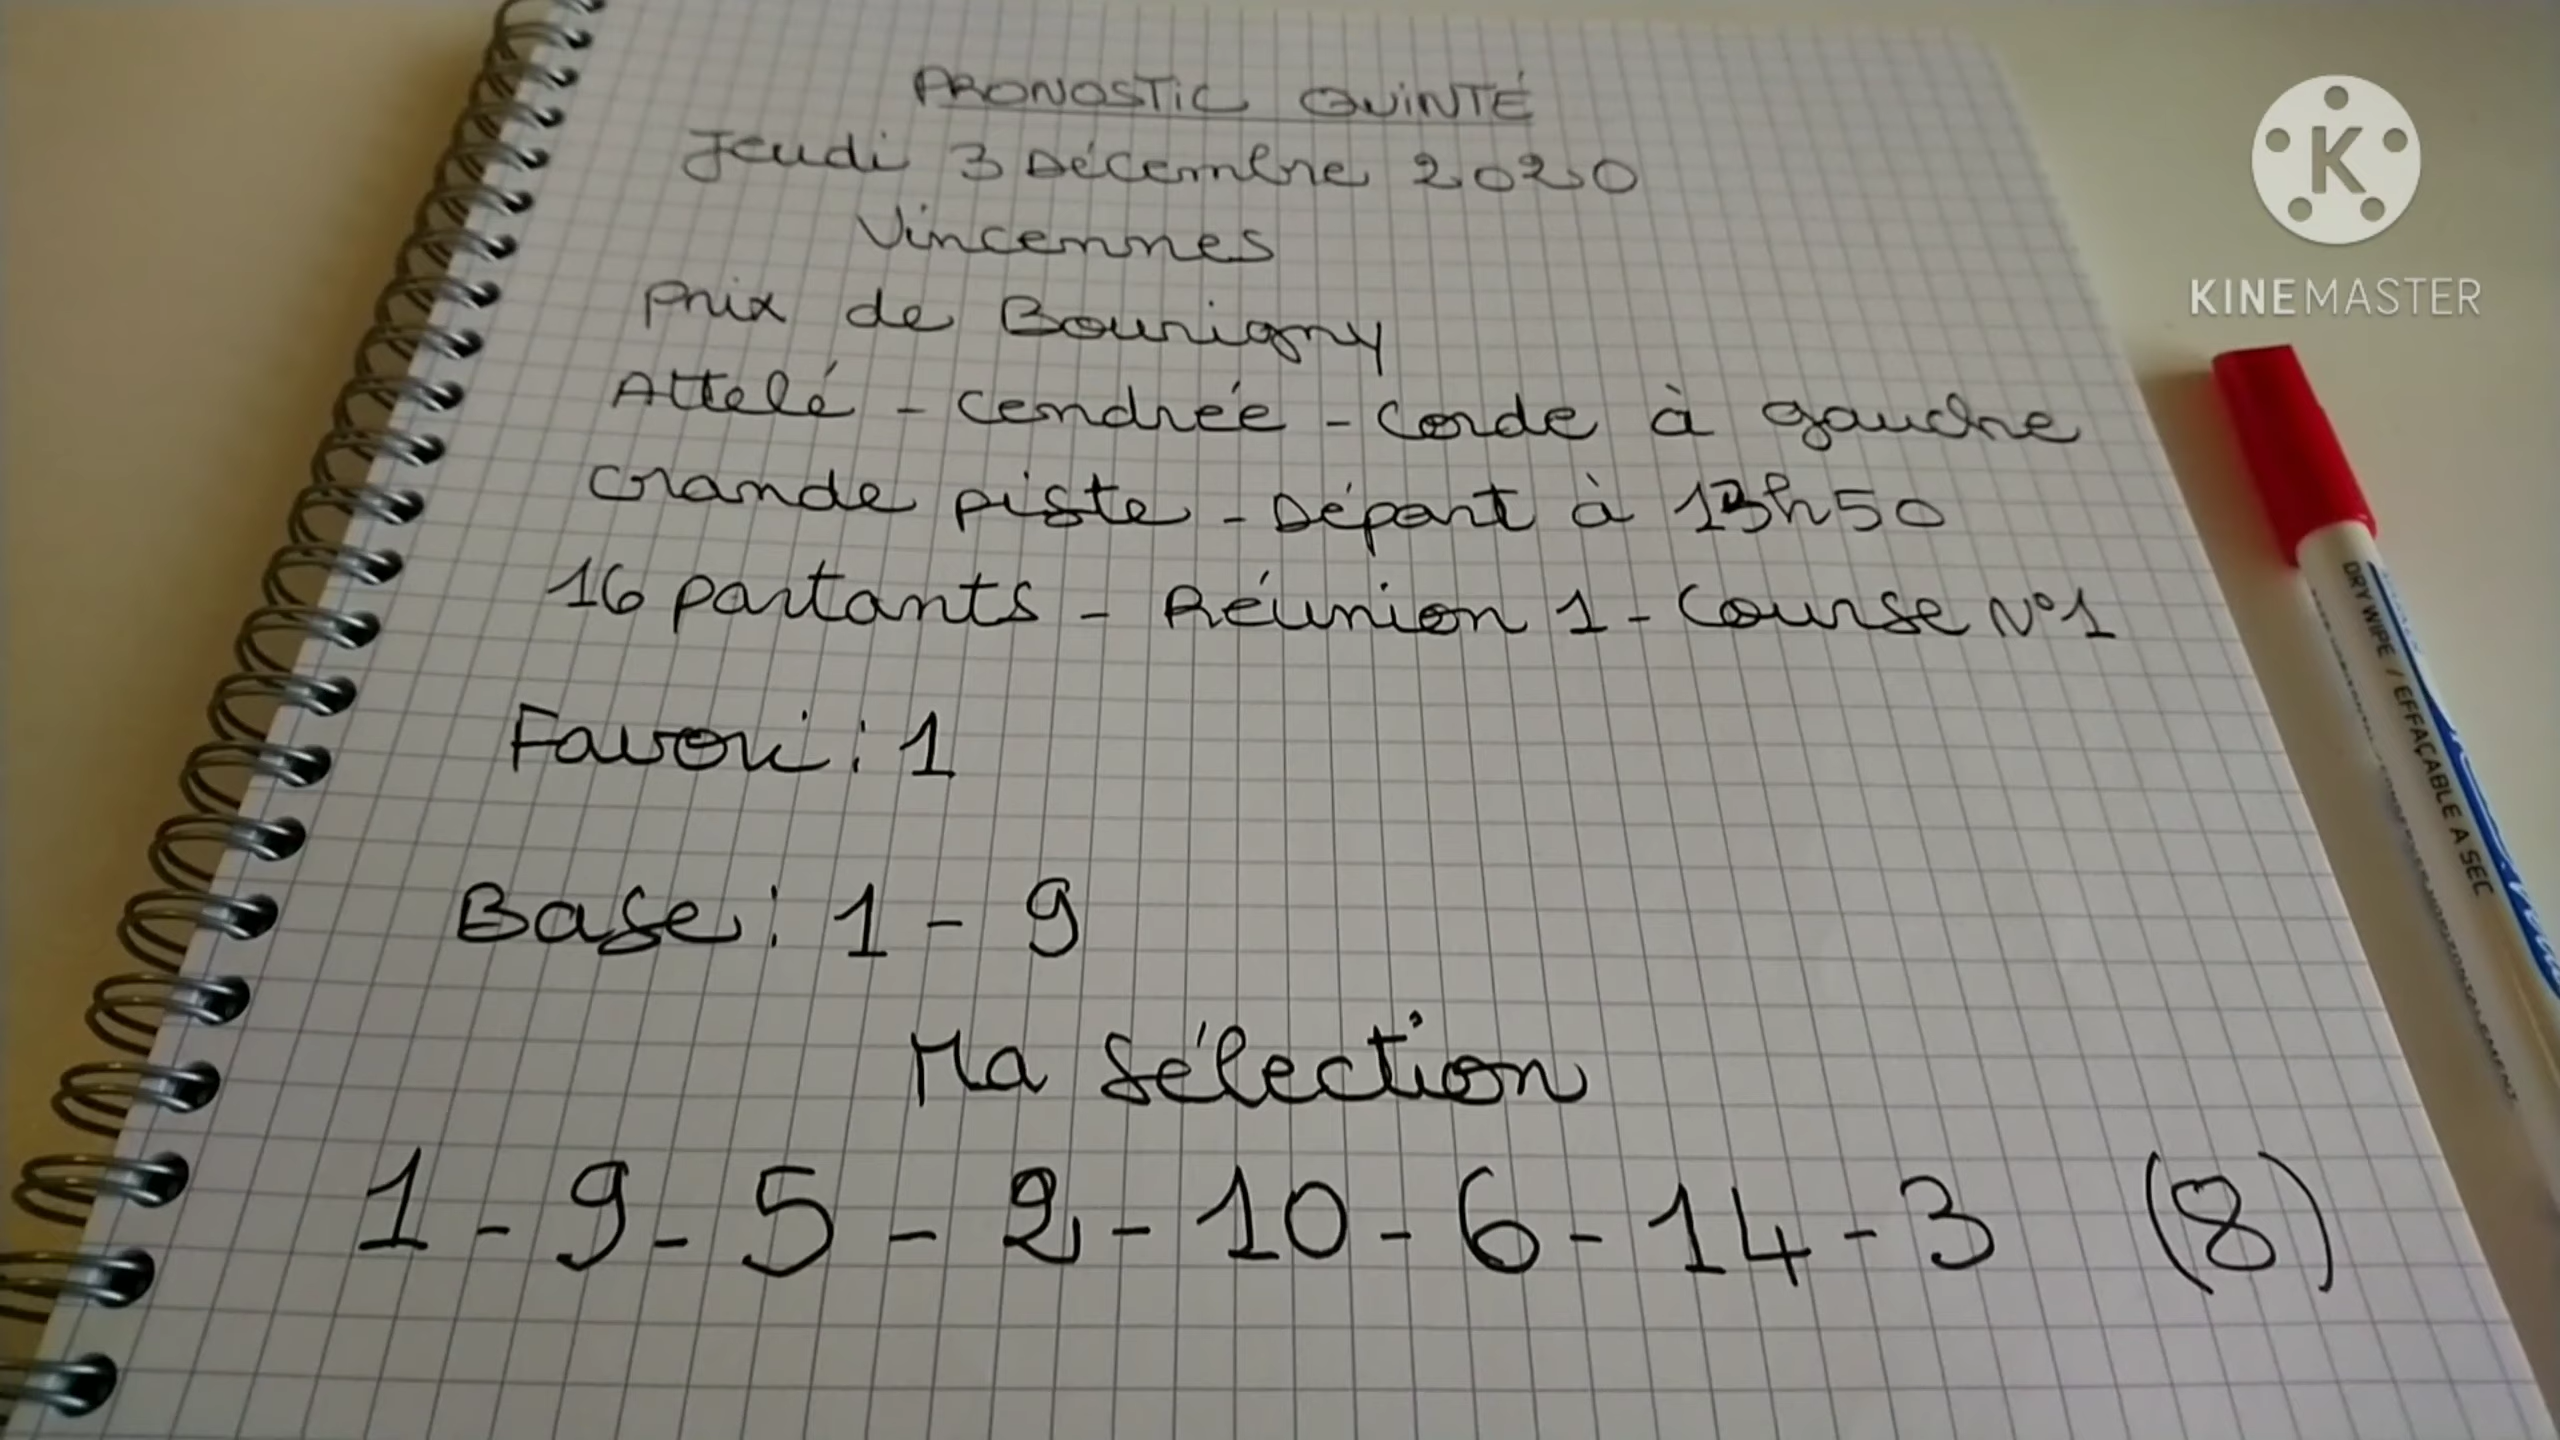 PRONOSTIC QUINTÉ
Jeudi 3 Décembre 2020
Vincennes
Prix de Bourigny
Attelé - Cendrée - Corde à gauche
Grande piste - Départ à 13h50
16 partants - Réunion 1 - Course N°1
Favori : 1
Base : 1 - 9
Ma sélection
1 - 9 - 5 - 2 - 10 - 6 - 14 - 3 (8)
K
KINEMASTER
DRY WIPE / EFFAÇABLE A SEC